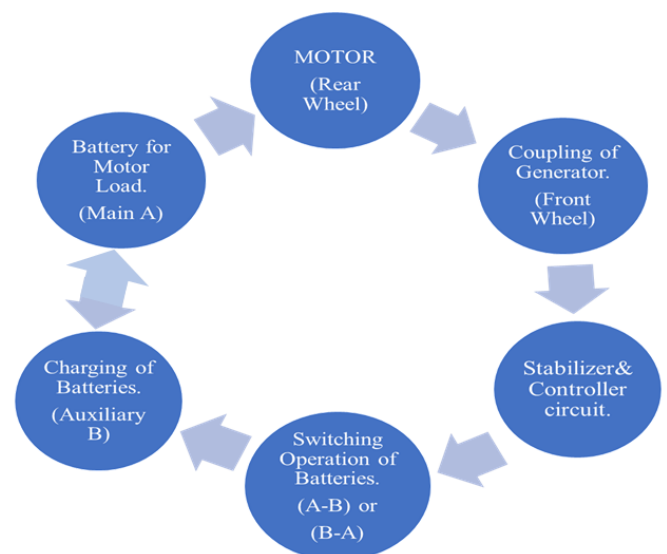 MOTOR
(Rear
Wheel)
Coupling of
Generator.
(Front
Wheel)
Stabilizer&
Controller
circuit.
Switching
Operation of
Batteries.
(A-B) or
(B-A)
Charging of
Batteries.
(Auxiliary
B)
Battery for
Motor
Load.
(Main A)